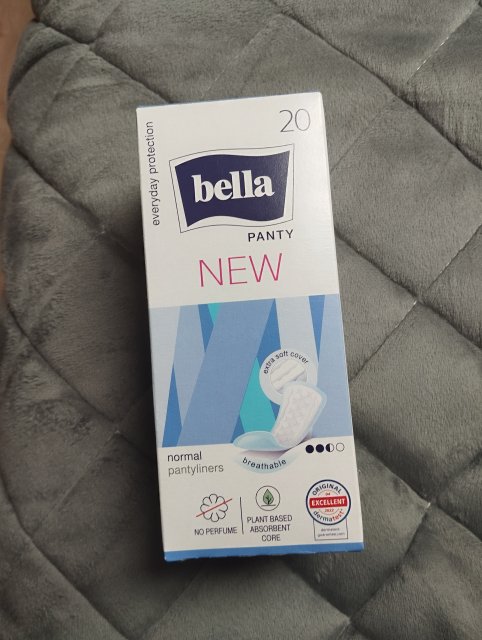 20
everyday protection
bella
PANTY
NEW
extra soft cover
breathable
normal
pantyliners
NO PERFUME
PLANT BASED
ABSORBENT
CORE
ORIGINAL
EXCELLENT
dermatest